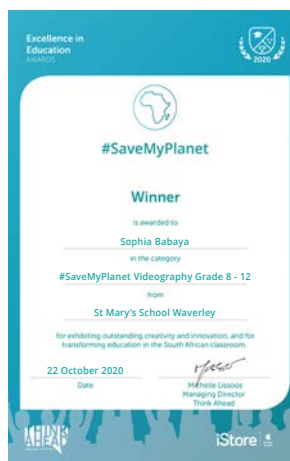 Excellence in
Education
AWARDS
2020
#SaveMyPlanet
Winner
is awarded to
Sophia Babaya
in the category
#SaveMyPlanet Videography Grade 8 - 12
from
St Mary's School Waverley
for exhibiting outstanding creativity and innovation, and for
transforming education in the South African classroom.
22 October 2020
Date
Michelle Lissoos
Managing Director
Think Ahead
THINK
AHEAD
iStore